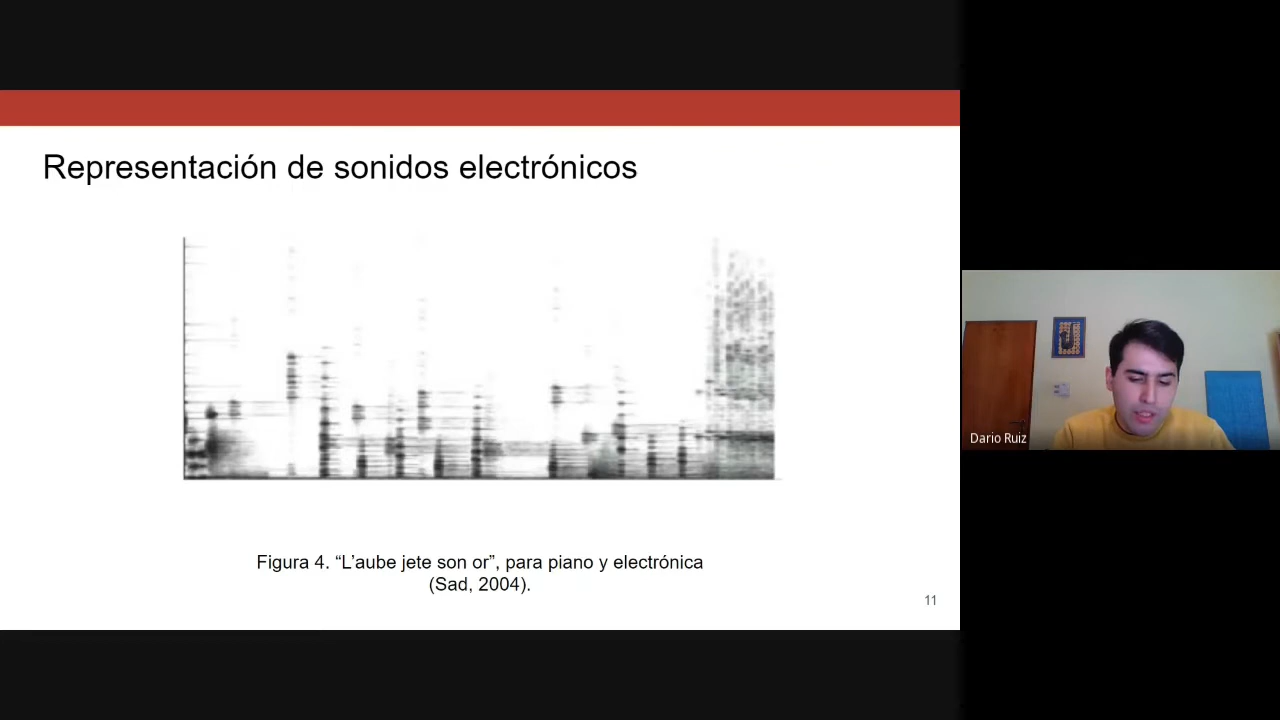 Representación de sonidos electrónicos
Figura 4. “L’aube jete son or”, para piano y electrónica
(Sad, 2004).
11
Dario Ruiz